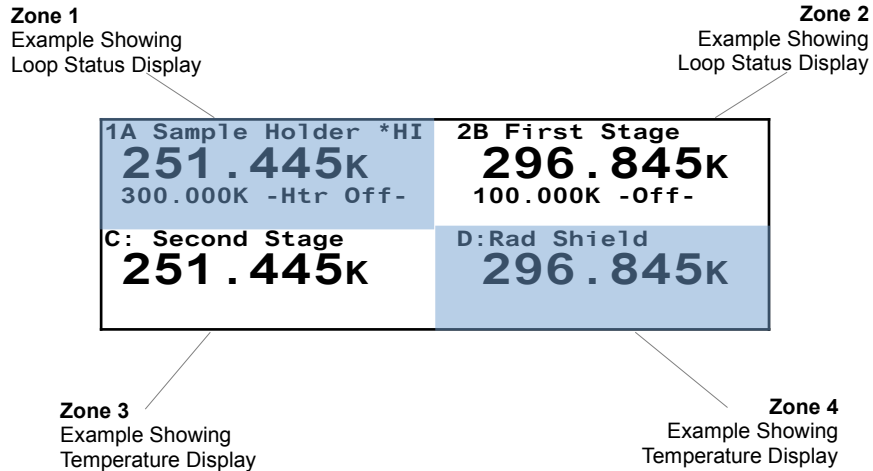 Zone 1
Example Showing
Loop Status Display
Zone 2
Example Showing
Loop Status Display
1A Sample Holder *HI
251.445K
300.000K -Htr Off-
2B First Stage
296.845K
100.000K -Off-
C: Second Stage
251.445K
D:Rad Shield
296.845K
Zone 3
Example Showing
Temperature Display
Zone 4
Example Showing
Temperature Display